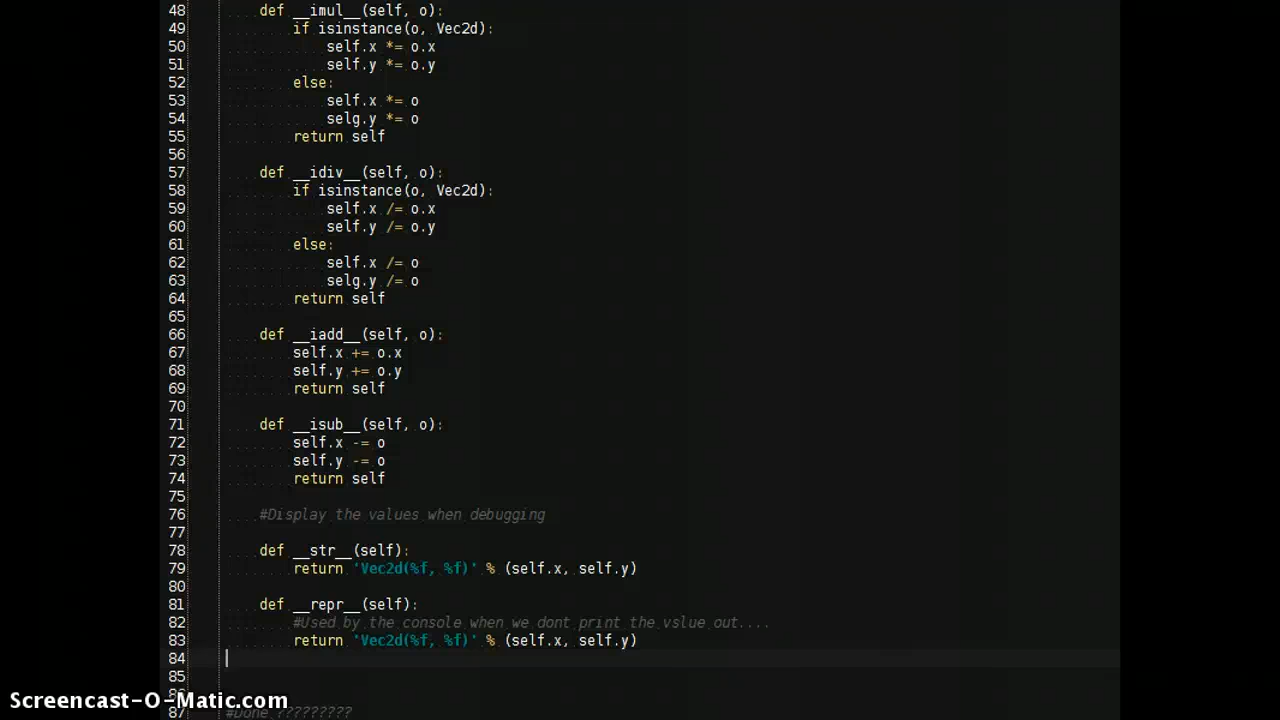 48 def __imul__(self, o):
49 if isinstance(o, Vec2d):
50 self.x *= o.x
51 self.y *= o.y
52 else:
53 self.x *= o
54 selg.y *= o
55 return self
56
57 def __idiv__(self, o):
58 if isinstance(o, Vec2d):
59 self.x /= o.x
60 self.y /= o.y
61 else:
62 self.x /= o
63 selg.y /= o
64 return self
65
66 def __iadd__(self, o):
67 self.x += o.x
68 self.y += o.y
69 return self
70
71 def __isub__(self, o):
72 self.x -= o
73 self.y -= o
74 return self
75
76 #Display the values when debugging
77
78 def __str__(self):
79 return 'Vec2d(%f, %f)' % (self.x, self.y)
80
81 def __repr__(self):
82 #Used by the console when we dont print the vslue out....
83 return 'Vec2d(%f, %f)' % (self.x, self.y)
84
85
Screencast-O-Matic.com
87 #Done ?????????